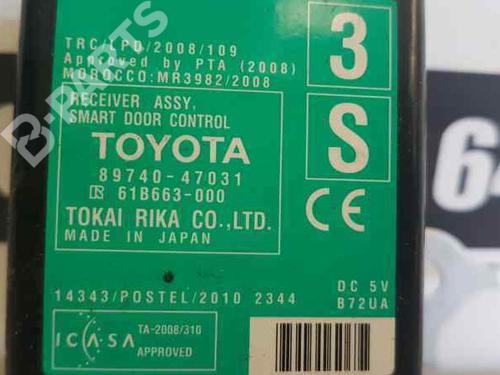 TRC/LPD/2008/109
Approved by PTA (2008)
MOROCCO:MR3982/2008
3
RECEIVER ASSY,
SMART DOOR CONTROL
TOYOTA
89740-47031
61B663-000
S
TOKAI RIKA CO.,LTD.
MADE IN JAPAN
CE
14343/POSTEL/2010 2344
DC 5V
B72UA
ICASA
TA-2008/310
APPROVED
B-PARTS
64